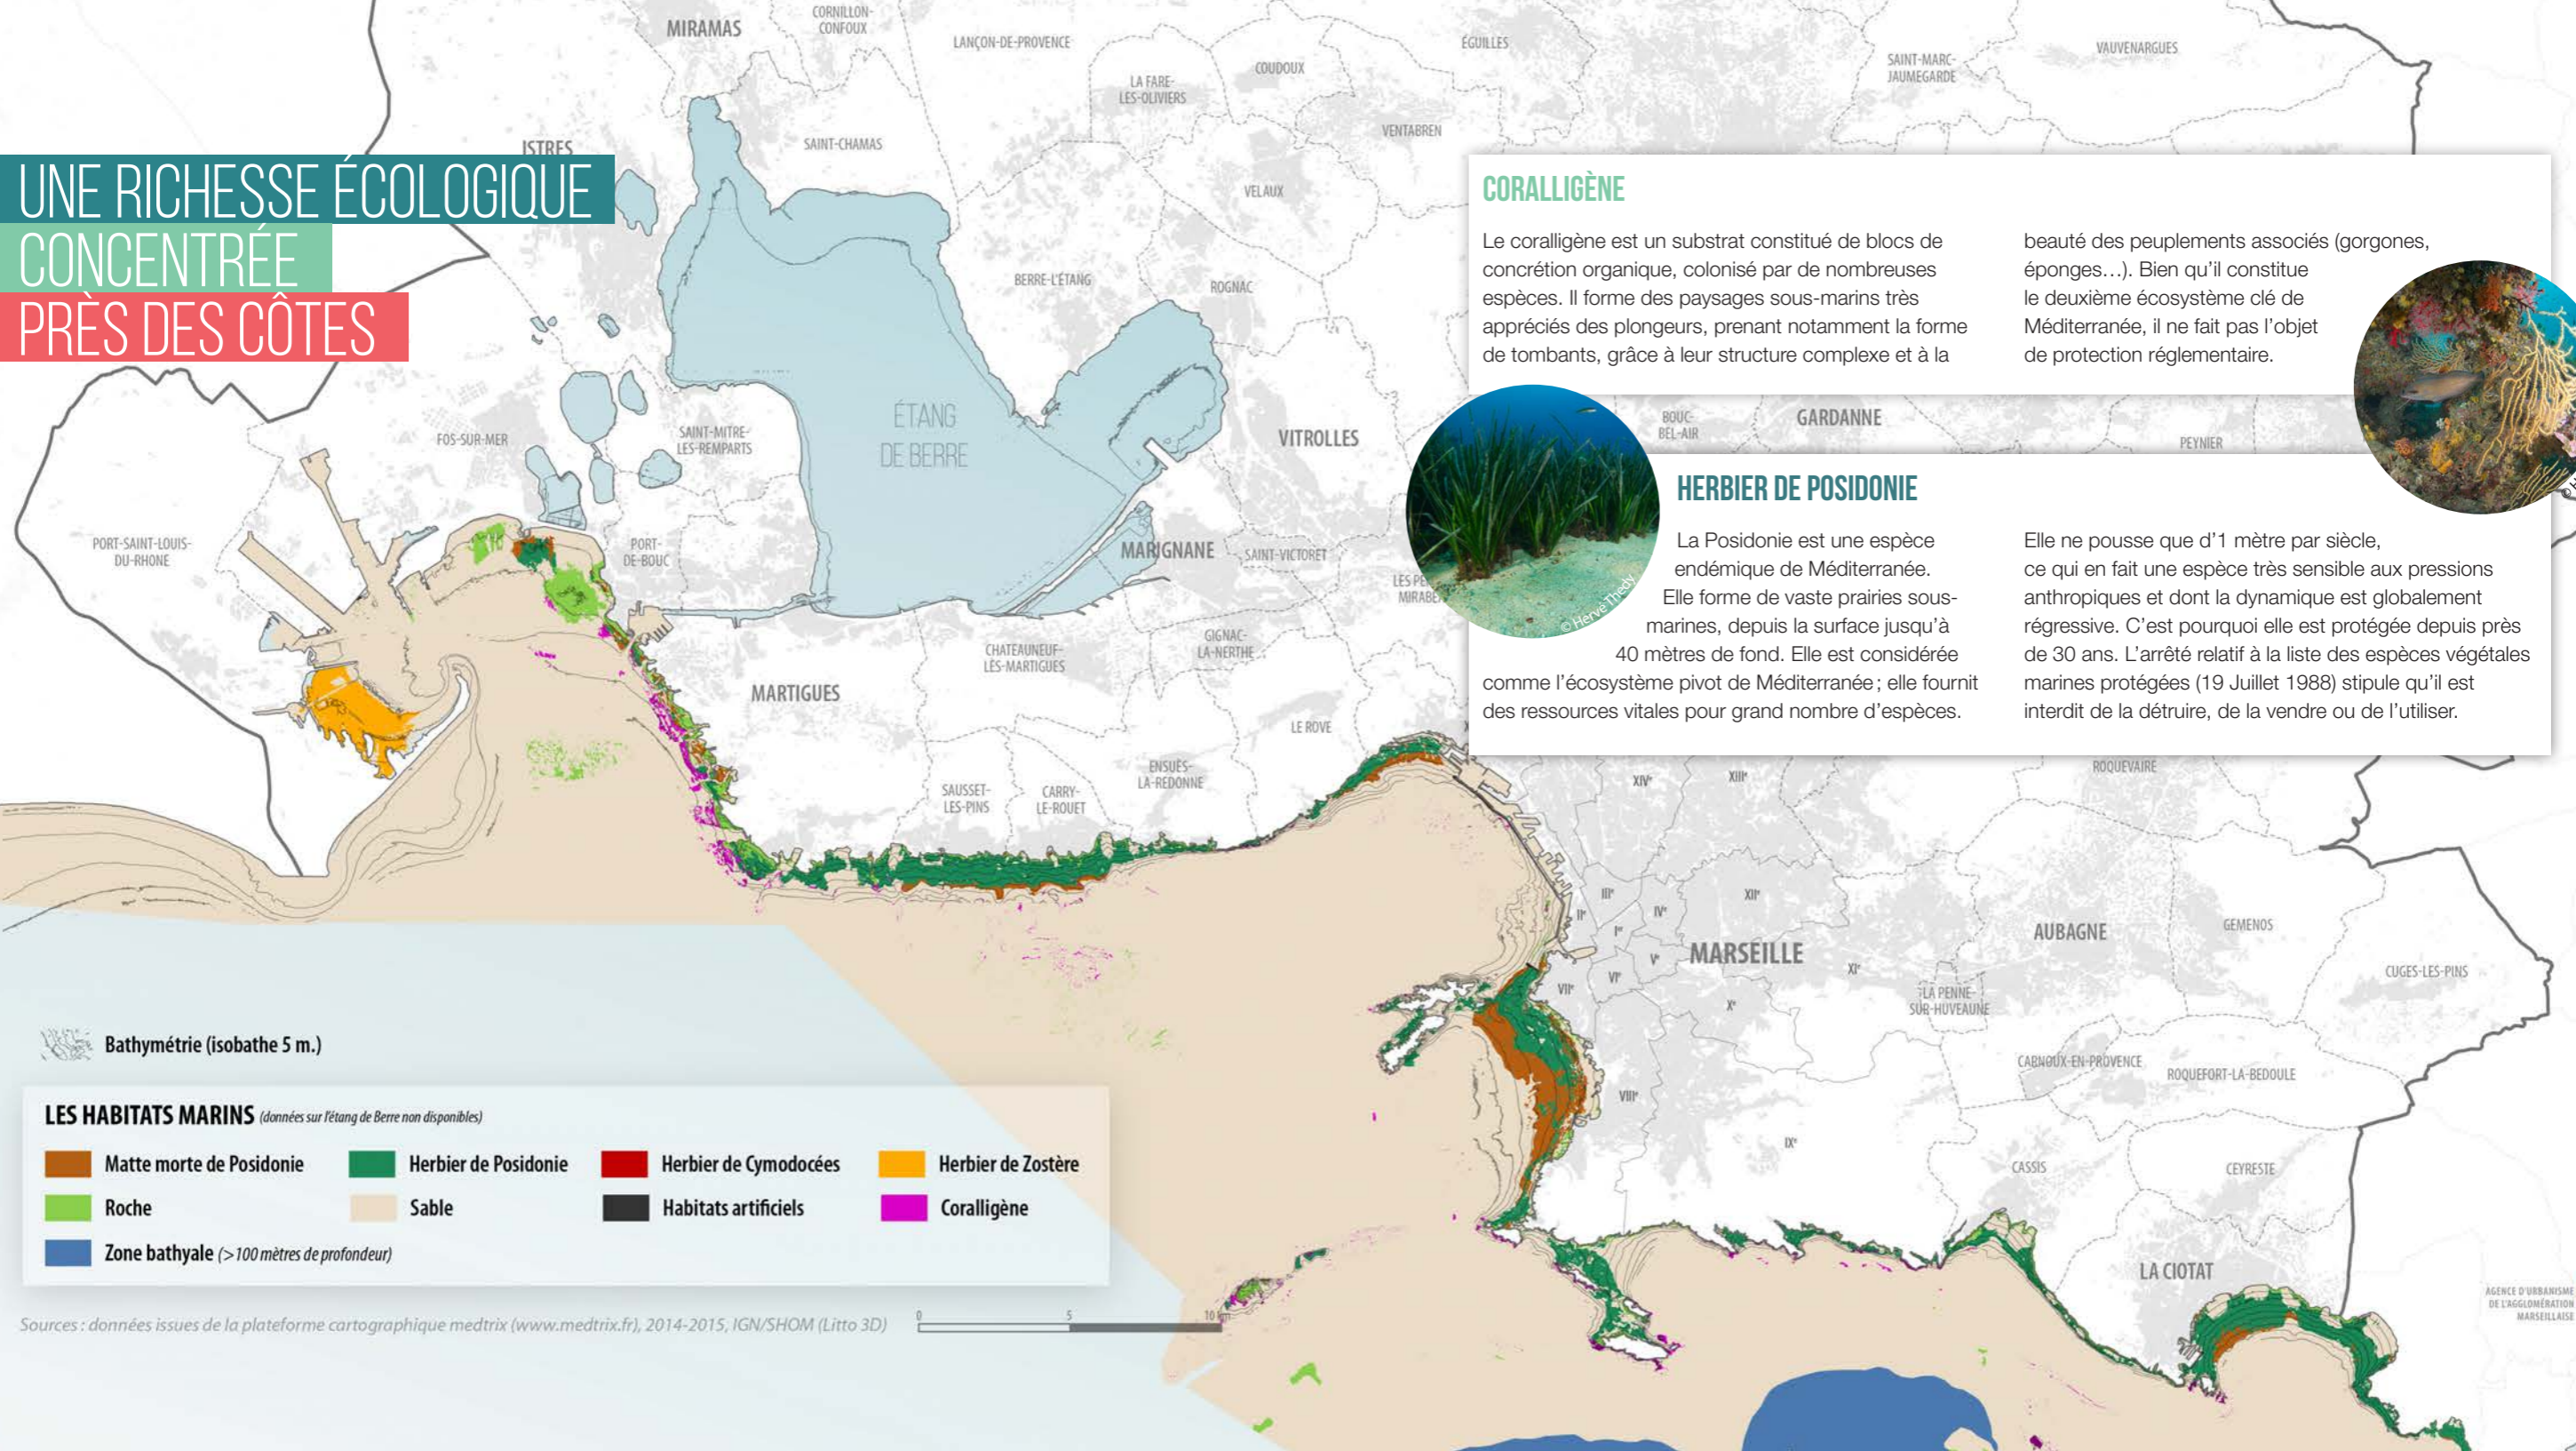 UNE RICHESSE ÉCOLOGIQUE
CONCENTRÉE
PRÈS DES CÔTES
MIRAMAS
CORNILLON-
CONFOUX
LANÇON-DE-PROVENCE
LA FARE-
LES-OLIVIERS
COUDOUX
ÉGUILLES
SAINT-MARC-
JAUMEGARDE
VAUVENARGUES
ISTRES
SAINT-CHAMAS
VENTABREN
VELAUX
BERRE-L'ÉTANG
ROGNAC
CORALLIGÈNE
Le coralligène est un substrat constitué de blocs de
concrétion organique, colonisé par de nombreuses
espèces. Il forme des paysages sous-marins très
appréciés des plongeurs, prenant notamment la forme
de tombants, grâce à leur structure complexe et à la
beauté des peuplements associés (gorgones,
éponges…). Bien qu'il constitue
le deuxième écosystème clé de
Méditerranée, il ne fait pas l'objet
de protection réglementaire.
FOS-SUR-MER
SAINT-MITRE-
LES-REMPARTS
ÉTANG
DE BERRE
VITROLLES
BOUC-
BEL-AIR
GARDANNE
PEYNIER
PORT-SAINT-LOUIS-
DU-RHONE
PORT-
DE-BOUC
MARIGNANE
SAINT-VICTORET
LES PE
MIRABE
HERBIER DE POSIDONIE
La Posidonie est une espèce
endémique de Méditerranée.
Elle forme de vaste prairies sous-
marines, depuis la surface jusqu'à
40 mètres de fond. Elle est considérée
comme l'écosystème pivot de Méditerranée ; elle fournit
des ressources vitales pour grand nombre d'espèces.
Elle ne pousse que d'1 mètre par siècle,
ce qui en fait une espèce très sensible aux pressions
anthropiques et dont la dynamique est globalement
régressive. C'est pourquoi elle est protégée depuis près
de 30 ans. L'arrêté relatif à la liste des espèces végétales
marines protégées (19 Juillet 1988) stipule qu'il est
interdit de la détruire, de la vendre ou de l'utiliser.
© Hervé Thedy
© H
CHATEAUNEUF-
LES-MARTIGUES
GIGNAC-
LA-NERTHE
MARTIGUES
LE ROVE
ENSUÈS-
LA-REDONNE
SAUSSET-
LES-PINS
CARRY-
LE-ROUET
XIVᵉ
XIIIᵉ
ROQUEVAIRE
IIIᵉ
XIIᵉ
IIᵉ
IVᵉ
Iᵉʳ
Vᵉ
MARSEILLE
XIᵉ
AUBAGNE
GEMENOS
CUGES-LES-PINS
VIᵉ
VIIᵉ
Xᵉ
LA PENNE-
SUR-HUVEAUNE
CARNOUX-EN-PROVENCE
ROQUEFORT-LA-BEDOULE
VIIIᵉ
IXᵉ
CASSIS
CEYRESTE
LA CIOTAT
Bathymétrie (isobathe 5 m.)
LES HABITATS MARINS (données sur l'étang de Berre non disponibles)
Matte morte de Posidonie
Herbier de Posidonie
Herbier de Cymodocées
Herbier de Zostère
Roche
Sable
Habitats artificiels
Coralligène
Zone bathyale (>100 mètres de profondeur)
Sources : données issues de la plateforme cartographique medtrix (www.medtrix.fr), 2014-2015, IGN/SHOM (Litto 3D)
0 5 10 km
AGENCE D'URBANISME
DE L'AGGLOMÉRATION
MARSEILLAISE